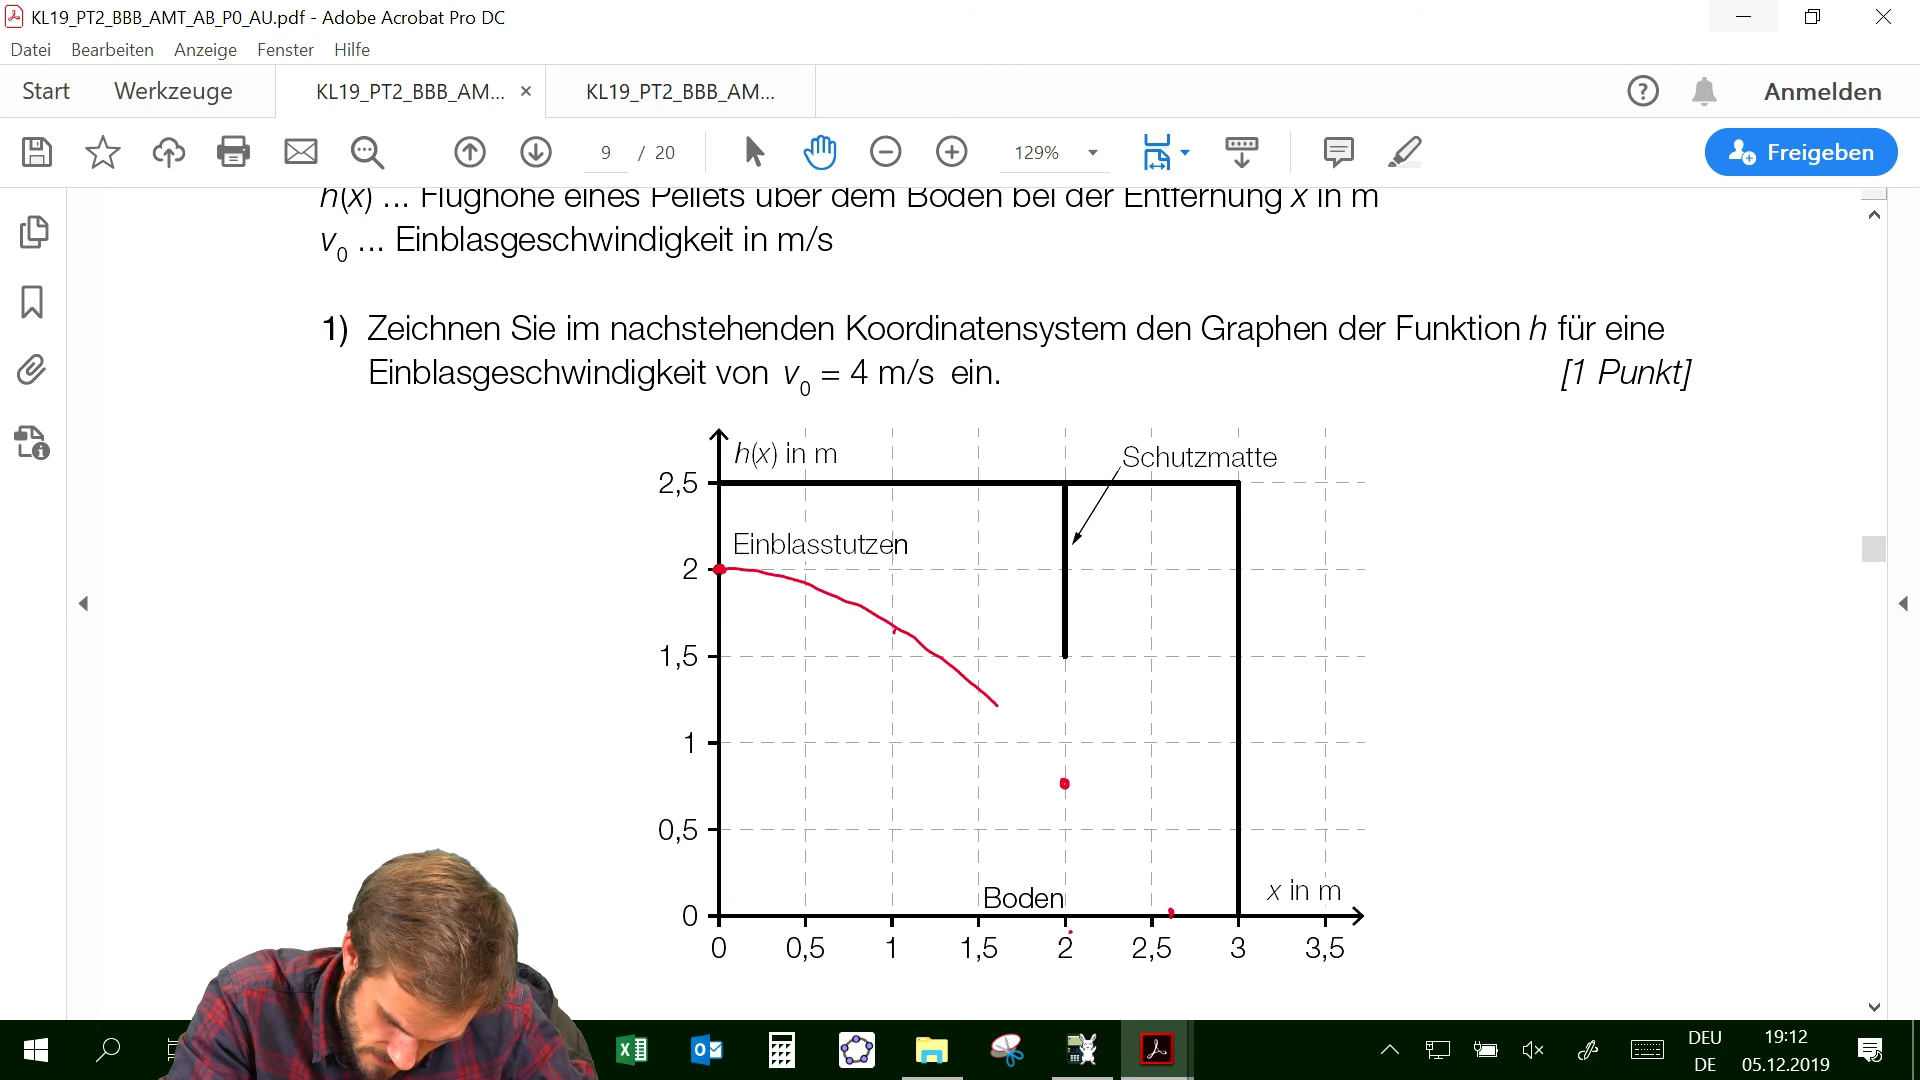 KL19_PT2_BBB_AMT_AB_P0_AU.pdf - Adobe Acrobat Pro DC
Datei Bearbeiten Anzeige Fenster Hilfe
Start Werkzeuge KL19_PT2_BBB_AM... × KL19_PT2_BBB_AM... Anmelden
9 / 20 129% Freigeben
h(x) ... Flughöhe eines Pellets über dem Boden bei der Entfernung x in m
v0 ... Einblasgeschwindigkeit in m/s
1) Zeichnen Sie im nachstehenden Koordinatensystem den Graphen der Funktion h für eine
Einblasgeschwindigkeit von v0 = 4 m/s ein. [1 Punkt]
h(x) in m
Schutzmatte
2,5
Einblasstutzen
2
1,5
1
0,5
Boden
x in m
0
0 0,5 1 1,5 2 2,5 3 3,5
DEU 19:12
DE 05.12.2019